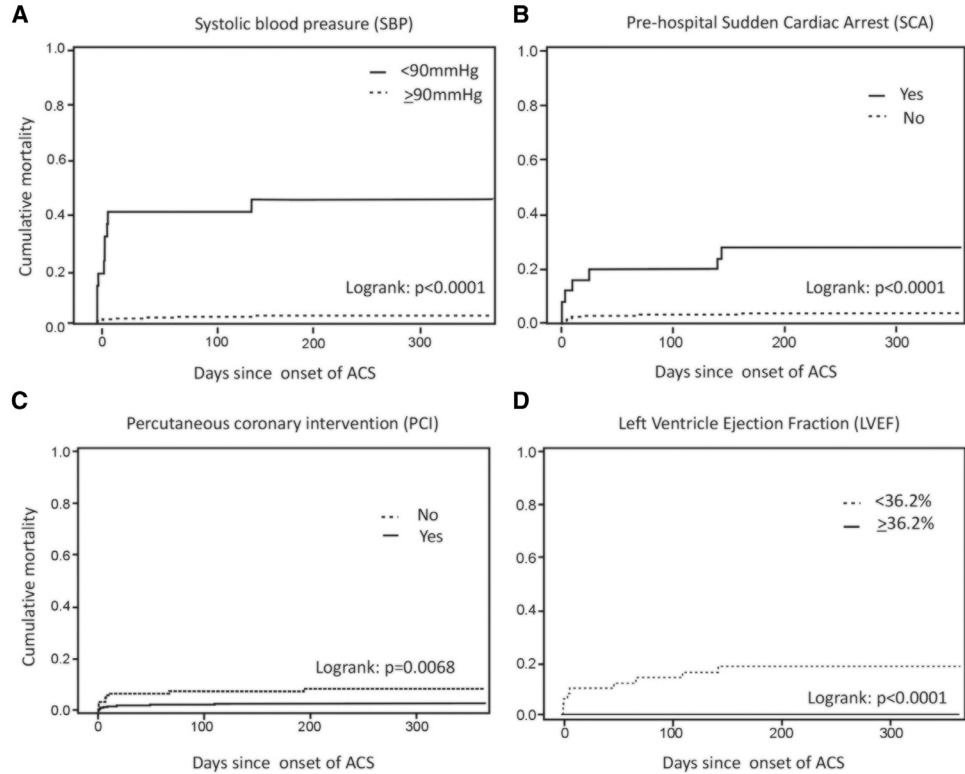 A
Systolic blood preasure (SBP)
1.0
0.8
0.6
0.4
0.2
0.0
Cumulative mortality
<90mmHg
≥90mmHg
Logrank: p<0.0001
0 100 200 300
Days since onset of ACS
B
Pre-hospital Sudden Cardiac Arrest (SCA)
1.0
0.8
0.6
0.4
0.2
0.0
Yes
No
Logrank: p<0.0001
0 100 200 300
Days since onset of ACS
C
Percutaneous coronary intervention (PCI)
1.0
0.8
0.6
0.4
0.2
0.0
Cumulative mortality
No
Yes
Logrank: p=0.0068
0 100 200 300
Days since onset of ACS
D
Left Ventricle Ejection Fraction (LVEF)
1.0
0.8
0.6
0.4
0.2
0.0
<36.2%
≥36.2%
Logrank: p<0.0001
0 100 200 300
Days since onset of ACS